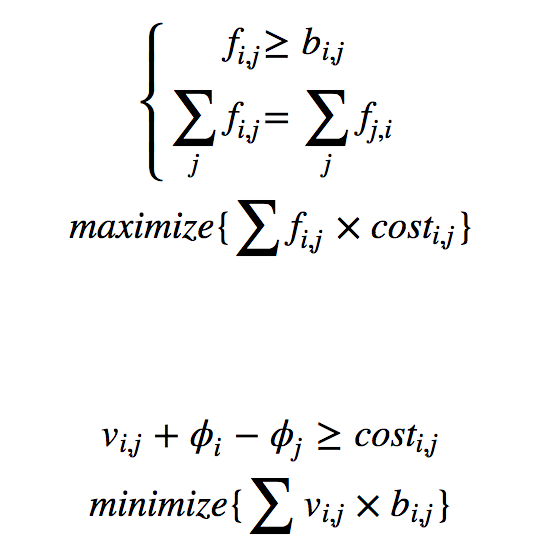 f_{i,j} ≥ b_{i,j}
∑_j f_{i,j} = ∑_j f_{j,i}
maximize{∑ f_{i,j} × cost_{i,j}}
v_{i,j} + ϕ_i − ϕ_j ≥ cost_{i,j}
minimize{∑ v_{i,j} × b_{i,j}}